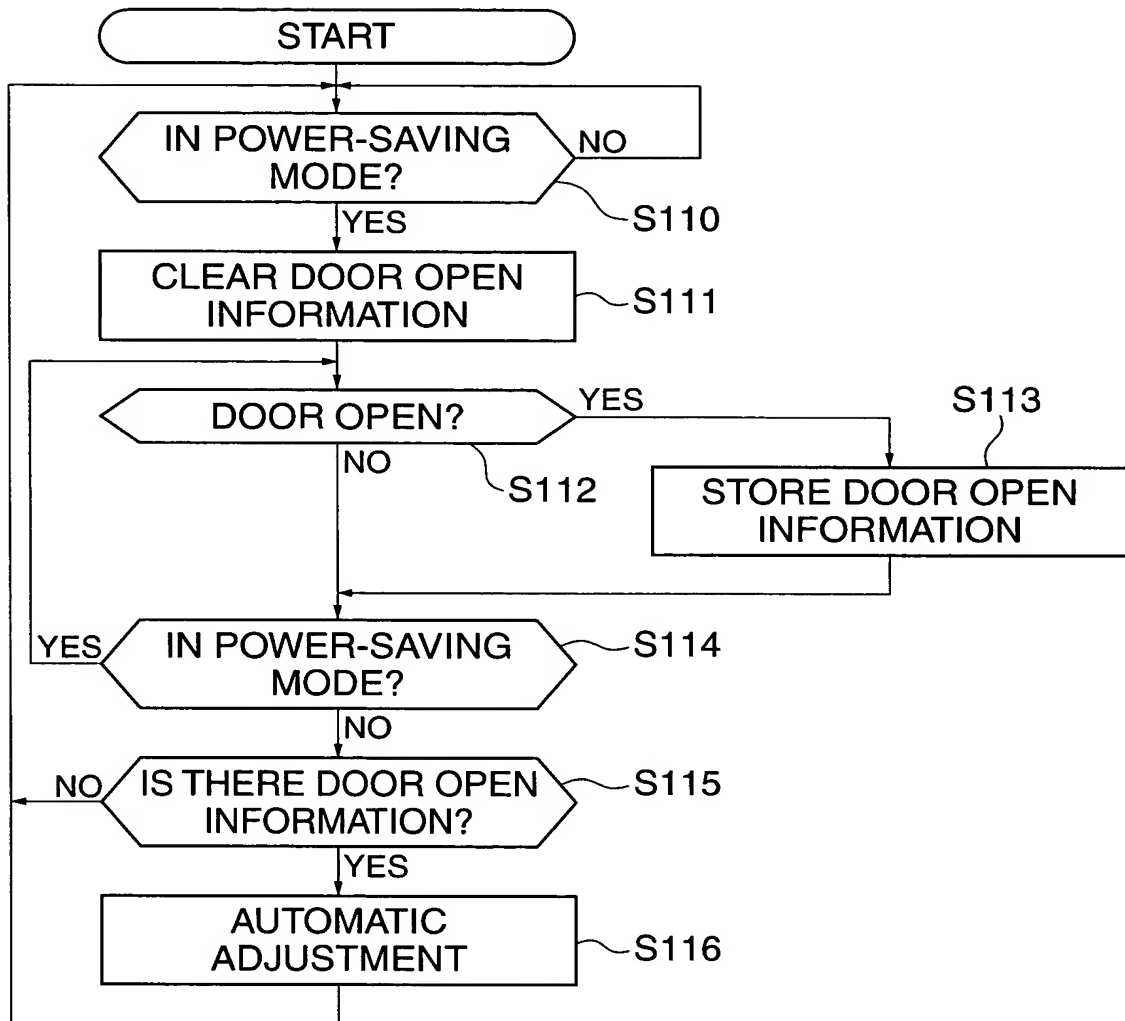 START
IN POWER-SAVING
MODE?
NO
S110
YES
CLEAR DOOR OPEN
INFORMATION
S111
DOOR OPEN?
YES
S113
NO
S112
STORE DOOR OPEN
INFORMATION
YES
IN POWER-SAVING
MODE?
S114
NO
NO
IS THERE DOOR OPEN
INFORMATION?
S115
YES
AUTOMATIC
ADJUSTMENT
S116